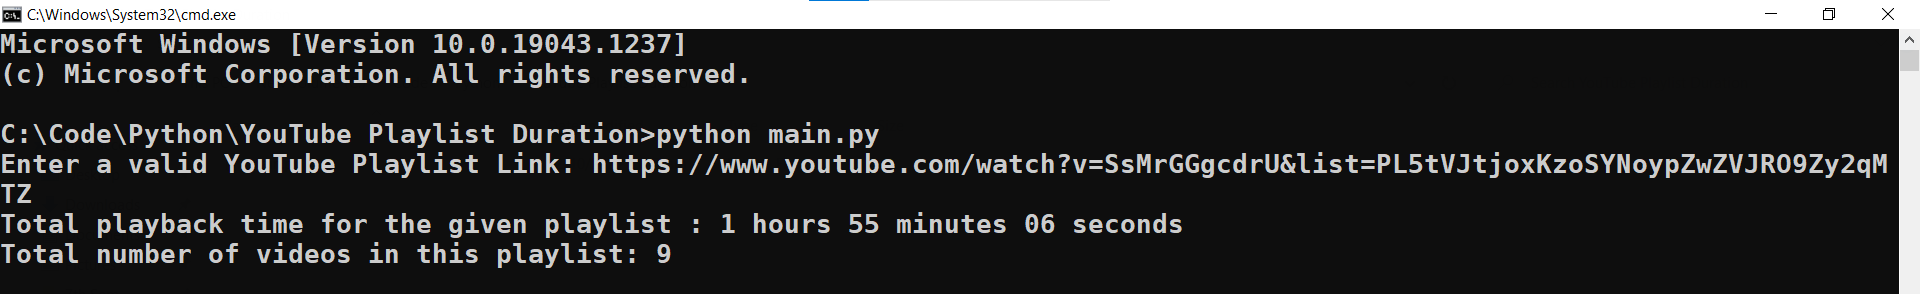 C:\Windows\System32\cmd.exe
Microsoft Windows [Version 10.0.19043.1237]
(c) Microsoft Corporation. All rights reserved.
C:\Code\Python\YouTube Playlist Duration>python main.py
Enter a valid YouTube Playlist Link: https://www.youtube.com/watch?v=SsMrGGgcdrU&list=PL5tVJtjoxKzoSYNoypZwZVJRO9Zy2qM
TZ
Total playback time for the given playlist : 1 hours 55 minutes 06 seconds
Total number of videos in this playlist: 9